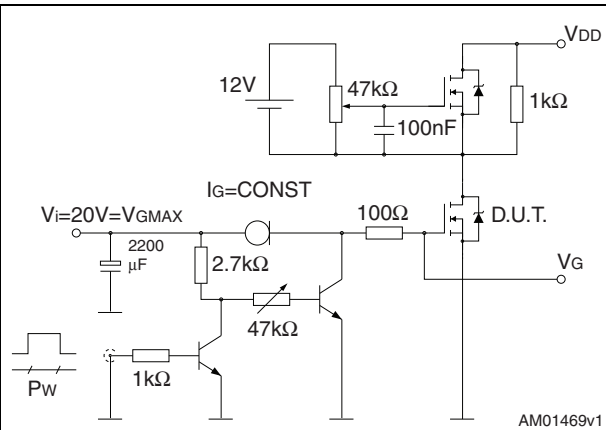 VDD
12V
47kΩ
1kΩ
100nF
IG=CONST
Vi=20V=VGMAX
100Ω
D.U.T.
2200
μF
2.7kΩ
VG
47kΩ
1kΩ
PW
AM01469v1